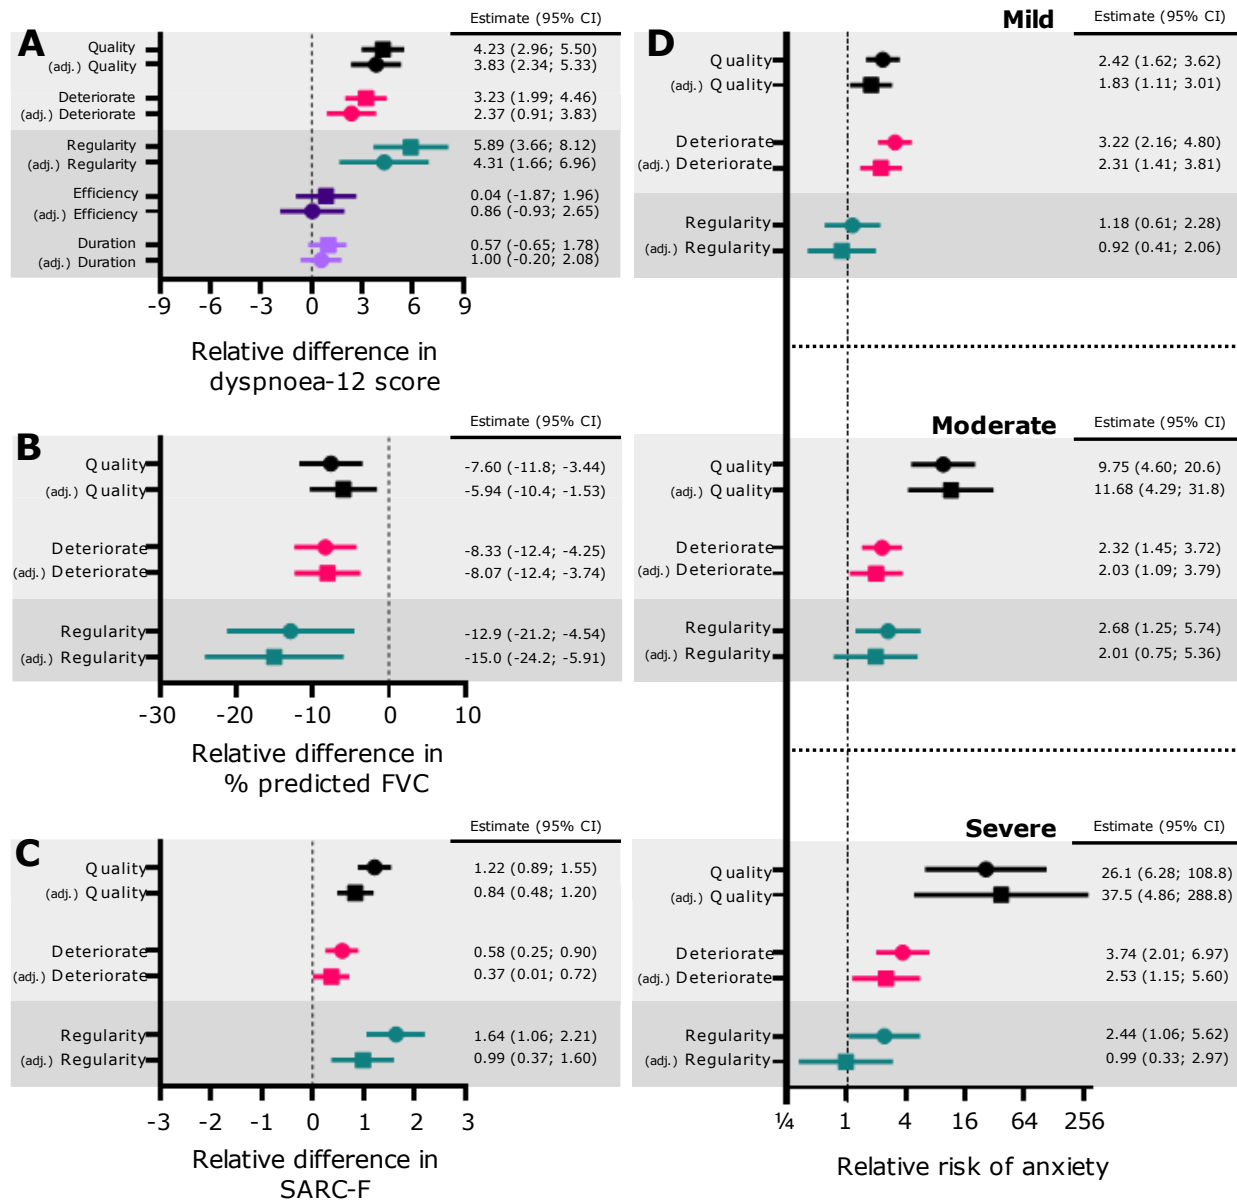 A
Estimate (95% CI)
Quality 4.23 (2.96; 5.50)
(adj.) Quality 3.83 (2.34; 5.33)
Deteriorate 3.23 (1.99; 4.46)
(adj.) Deteriorate 2.37 (0.91; 3.83)
Regularity 5.89 (3.66; 8.12)
(adj.) Regularity 4.31 (1.66; 6.96)
Efficiency 0.04 (-1.87; 1.96)
(adj.) Efficiency 0.86 (-0.93; 2.65)
Duration 0.57 (-0.65; 1.78)
(adj.) Duration 1.00 (-0.20; 2.08)
-9 -6 -3 0 3 6 9
Relative difference in
dyspnoea-12 score
B
Estimate (95% CI)
Quality -7.60 (-11.8; -3.44)
(adj.) Quality -5.94 (-10.4; -1.53)
Deteriorate -8.33 (-12.4; -4.25)
(adj.) Deteriorate -8.07 (-12.4; -3.74)
Regularity -12.9 (-21.2; -4.54)
(adj.) Regularity -15.0 (-24.2; -5.91)
-30 -20 -10 0 10
Relative difference in
% predicted FVC
C
Estimate (95% CI)
Quality 1.22 (0.89; 1.55)
(adj.) Quality 0.84 (0.48; 1.20)
Deteriorate 0.58 (0.25; 0.90)
(adj.) Deteriorate 0.37 (0.01; 0.72)
Regularity 1.64 (1.06; 2.21)
(adj.) Regularity 0.99 (0.37; 1.60)
-3 -2 -1 0 1 2 3
Relative difference in
SARC-F
D
Mild Estimate (95% CI)
Quality 2.42 (1.62; 3.62)
(adj.) Quality 1.83 (1.11; 3.01)
Deteriorate 3.22 (2.16; 4.80)
(adj.) Deteriorate 2.31 (1.41; 3.81)
Regularity 1.18 (0.61; 2.28)
(adj.) Regularity 0.92 (0.41; 2.06)
Moderate Estimate (95% CI)
Quality 9.75 (4.60; 20.6)
(adj.) Quality 11.68 (4.29; 31.8)
Deteriorate 2.32 (1.45; 3.72)
(adj.) Deteriorate 2.03 (1.09; 3.79)
Regularity 2.68 (1.25; 5.74)
(adj.) Regularity 2.01 (0.75; 5.36)
Severe Estimate (95% CI)
Quality 26.1 (6.28; 108.8)
(adj.) Quality 37.5 (4.86; 288.8)
Deteriorate 3.74 (2.01; 6.97)
(adj.) Deteriorate 2.53 (1.15; 5.60)
Regularity 2.44 (1.06; 5.62)
(adj.) Regularity 0.99 (0.33; 2.97)
¼ 1 4 16 64 256
Relative risk of anxiety